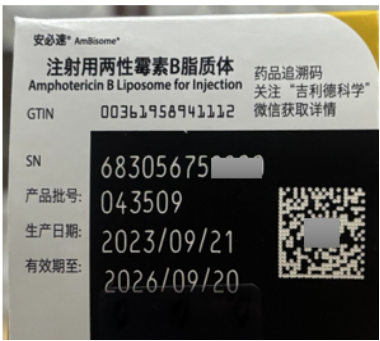 安必速® AmBisome®
注射用两性霉素B脂质体
Amphotericin B Liposome for Injection
药品追溯码
关注“吉利德科学”
微信获取详情
GTIN 00361958941112
SN 68305675
产品批号: 043509
生产日期: 2023/09/21
有效期至: 2026/09/20